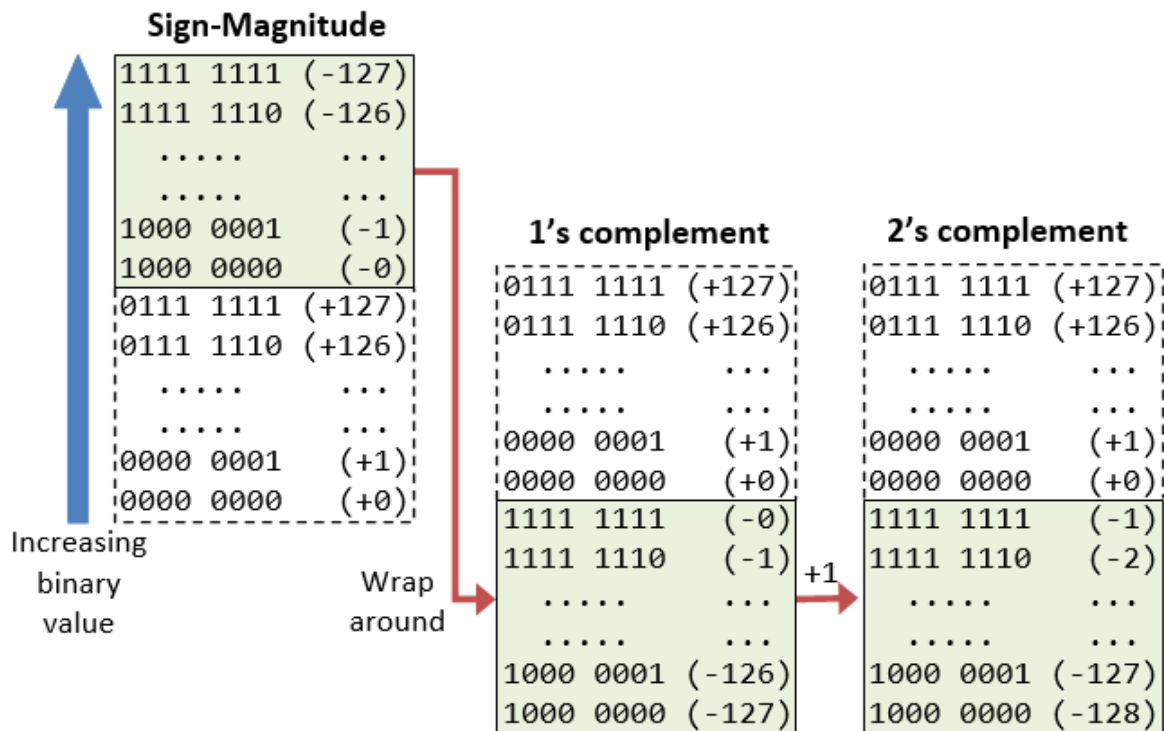 Sign-Magnitude
1111 1111 (-127)
1111 1110 (-126)
..... ...
..... ...
1000 0001 (-1)
1000 0000 (-0)
0111 1111 (+127)
0111 1110 (+126)
..... ...
..... ...
0000 0001 (+1)
0000 0000 (+0)
Increasing
binary
value
Wrap
around
1's complement
0111 1111 (+127)
0111 1110 (+126)
..... ...
..... ...
0000 0001 (+1)
0000 0000 (+0)
1111 1111 (-0)
1111 1110 (-1)
..... ...
..... ...
1000 0001 (-126)
1000 0000 (-127)
+1
2's complement
0111 1111 (+127)
0111 1110 (+126)
..... ...
..... ...
0000 0001 (+1)
0000 0000 (+0)
1111 1111 (-1)
1111 1110 (-2)
..... ...
..... ...
1000 0001 (-127)
1000 0000 (-128)